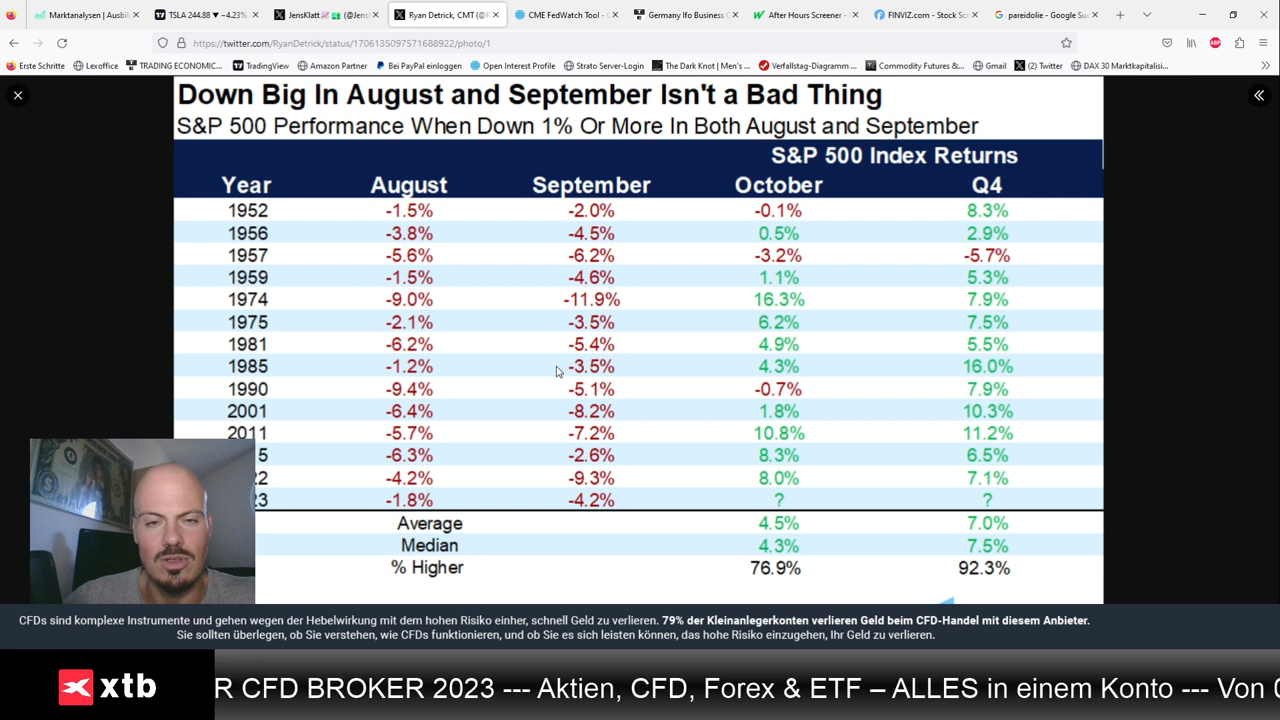 Marktanalysen | Ausbil
TSLA 244.88 ▼ −4.23%
JensKlatt (@Jens
Ryan Detrick, CMT (@R
CME FedWatch Tool - C
Germany Ifo Business C
After Hours Screener -
FINVIZ.com - Stock Scr
pareidolie - Google Suc
https://twitter.com/RyanDetrick/status/1706135097571688922/photo/1
Erste Schritte
Lexoffice
TRADING ECONOMIC...
TradingView
Amazon Partner
Bei PayPal einloggen
Open Interest Profile
Strato Server-Login
The Dark Knot | Men's ...
Verfallstag-Diagramm ...
Commodity Futures &...
Gmail
(2) Twitter
DAX 30 Marktkapitalisi...
Down Big In August and September Isn't a Bad Thing
S&P 500 Performance When Down 1% Or More In Both August and September
S&P 500 Index Returns
Year August September October Q4
1952 -1.5% -2.0% -0.1% 8.3%
1956 -3.8% -4.5% 0.5% 2.9%
1957 -5.6% -6.2% -3.2% -5.7%
1959 -1.5% -4.6% 1.1% 5.3%
1974 -9.0% -11.9% 16.3% 7.9%
1975 -2.1% -3.5% 6.2% 7.5%
1981 -6.2% -5.4% 4.9% 5.5%
1985 -1.2% -3.5% 4.3% 16.0%
1990 -9.4% -5.1% -0.7% 7.9%
2001 -6.4% -8.2% 1.8% 10.3%
2011 -5.7% -7.2% 10.8% 11.2%
5 -6.3% -2.6% 8.3% 6.5%
22 -4.2% -9.3% 8.0% 7.1%
23 -1.8% -4.2% ? ?
Average 4.5% 7.0%
Median 4.3% 7.5%
% Higher 76.9% 92.3%
CFDs sind komplexe Instrumente und gehen wegen der Hebelwirkung mit dem hohen Risiko einher, schnell Geld zu verlieren. 79% der Kleinanlegerkonten verlieren Geld beim CFD-Handel mit diesem Anbieter.
Sie sollten überlegen, ob Sie verstehen, wie CFDs funktionieren, und ob Sie es sich leisten können, das hohe Risiko einzugehen, Ihr Geld zu verlieren.
xtb
R CFD BROKER 2023 --- Aktien, CFD, Forex & ETF – ALLES in einem Konto --- Von